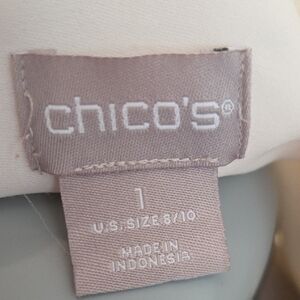 chico's®
1
U.S. SIZE 8/10
MADE IN
INDONESIA